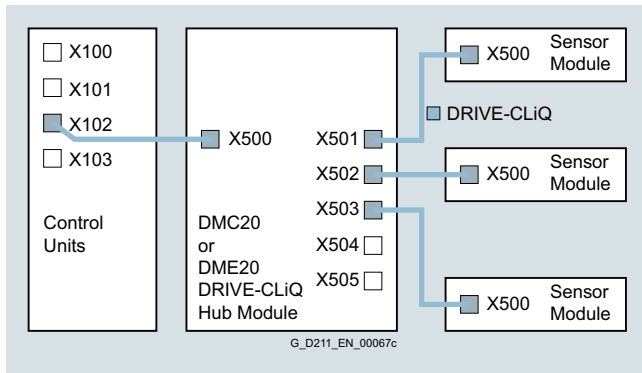 X100
X101
X102
X103
Control
Units
X500
X501
X502
X503
X504
X505
DMC20
or
DME20
DRIVE-CLiQ
Hub Module
X500
Sensor
Module
DRIVE-CLiQ
X500
Sensor
Module
X500
Sensor
Module
G_D211_EN_00067c